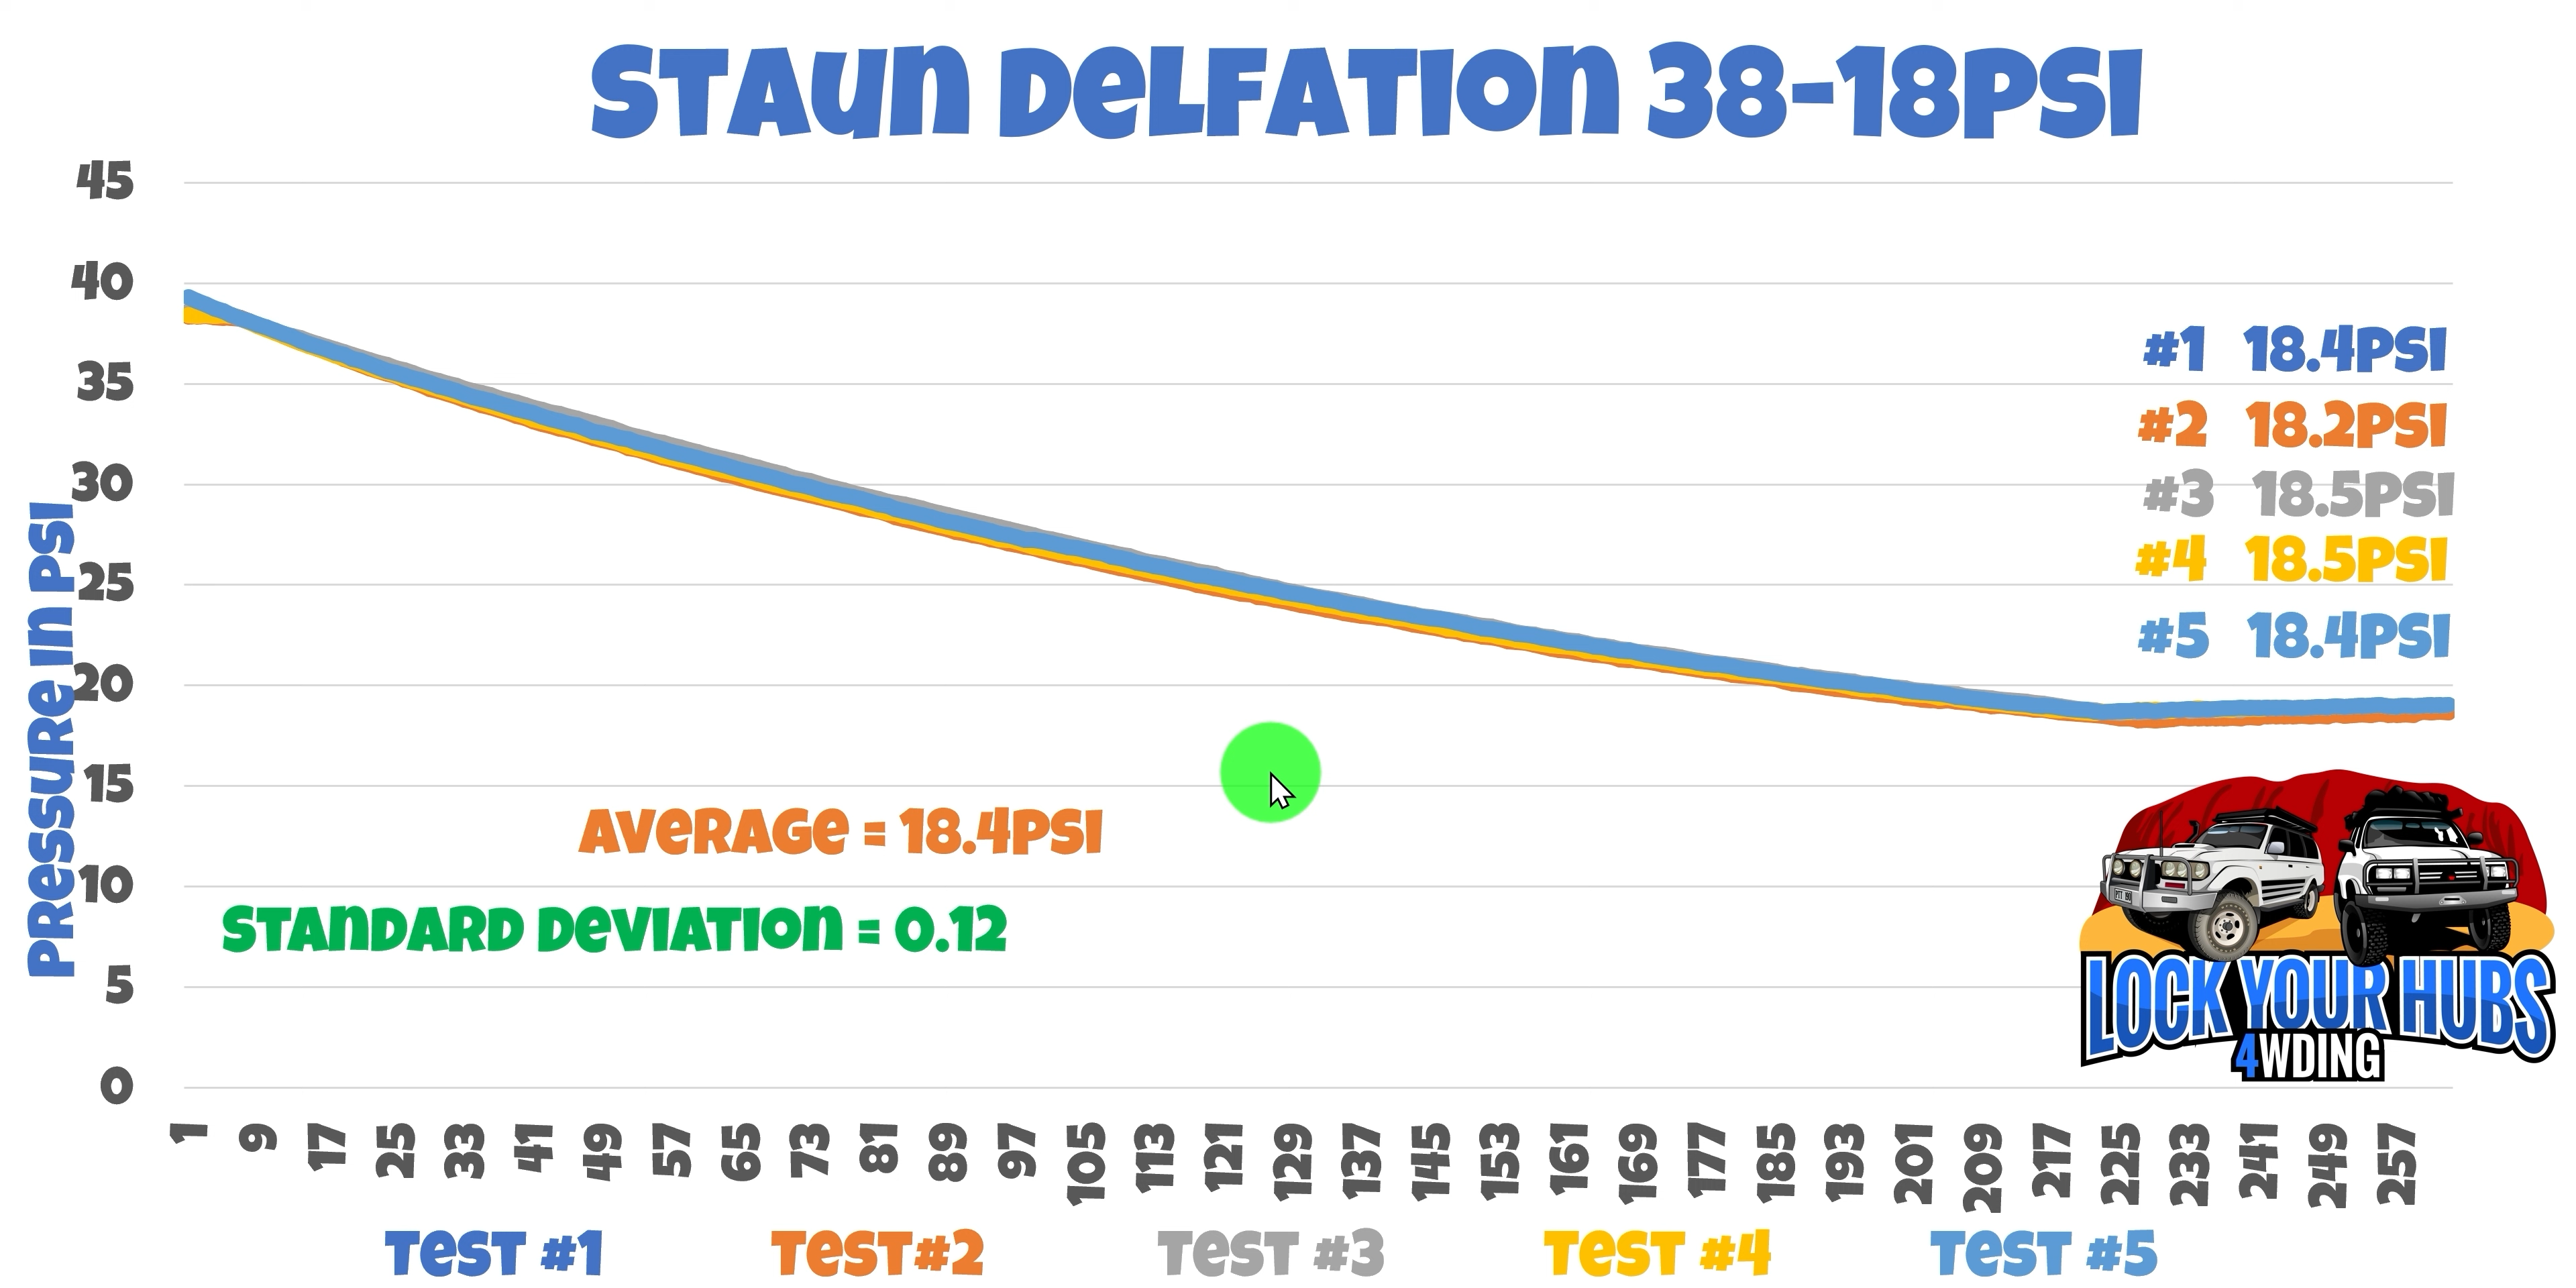 STAUN DELFATION 38-18PSI
45
40
35
30
25
20
15
10
5
0
PRESSURE IN PSI
#1 18.4PSI
#2 18.2PSI
#3 18.5PSI
#4 18.5PSI
#5 18.4PSI
AVERAGE = 18.4PSI
STANDARD DEVIATION = 0.12
LOCK YOUR HUBS
4WDING
1 9 17 25 33 41 49 57 65 73 81 89 97 105 113 121 129 137 145 153 161 169 177 185 193 201 209 217 225 233 241 249 257
TEST #1 TEST#2 TEST #3 TEST #4 TEST #5